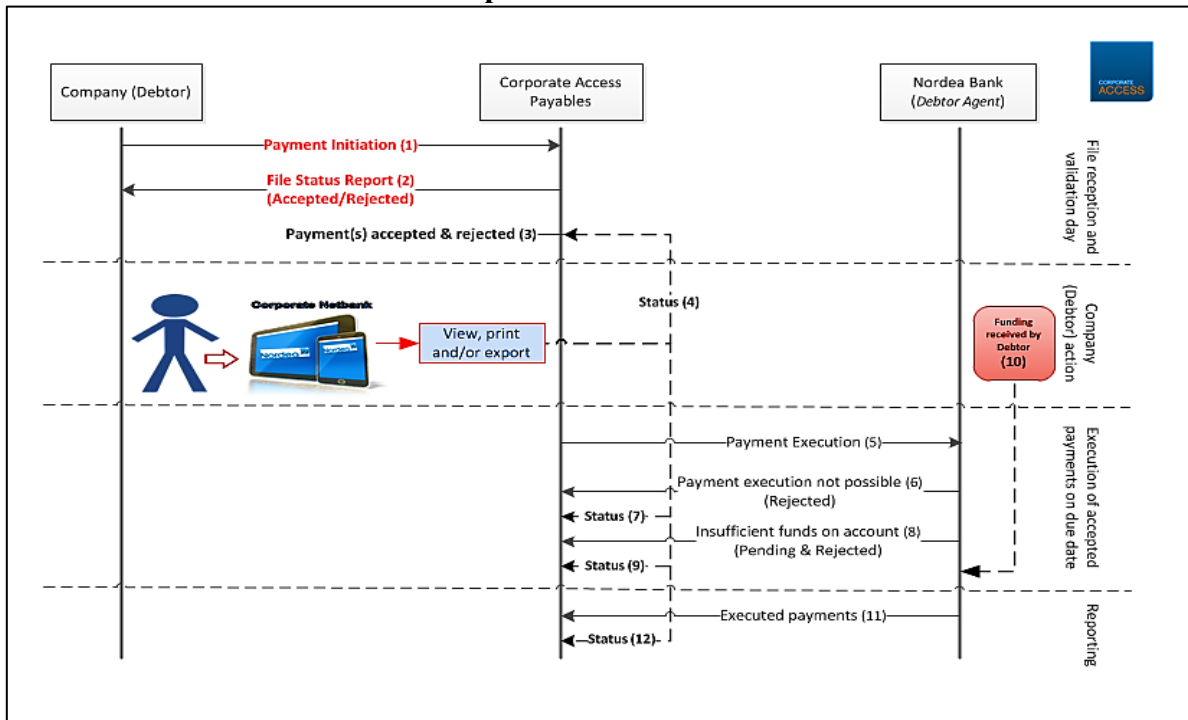 Company (Debtor)
Corporate Access
Payables
Nordea Bank
(Debtor Agent)
CORPORATE
ACCESS
Payment Initiation (1)
File Status Report (2)
(Accepted/Rejected)
Payment(s) accepted & rejected (3)
File reception and
validation day
Corporate Netbank
Nordea
Nordea
View, print
and/or export
Status (4)
Funding
received by
Debtor
(10)
Company
(Debtor) action
Payment Execution (5)
Payment execution not possible (6)
(Rejected)
Status (7)
Insufficient funds on account (8)
(Pending & Rejected)
Status (9)
Execution of accepted
payments on due date
Executed payments (11)
Status (12)
Reporting